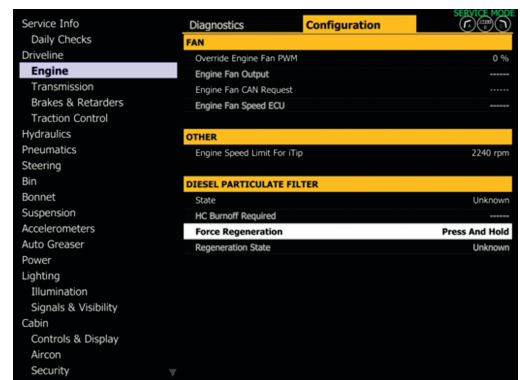 SERVICE MODE
Service Info
Daily Checks
Driveline
Engine
Transmission
Brakes & Retarders
Traction Control
Hydraulics
Pneumatics
Steering
Bin
Bonnet
Suspension
Accelerometers
Auto Greaser
Power
Lighting
Illumination
Signals & Visibility
Cabin
Controls & Display
Aircon
Security
Diagnostics Configuration
FAN
Override Engine Fan PWM 0 %
Engine Fan Output ------
Engine Fan CAN Request ------
Engine Fan Speed ECU ------
OTHER
Engine Speed Limit For iTip 2240 rpm
DIESEL PARTICULATE FILTER
State Unknown
HC Burnoff Required ------
Force Regeneration Press And Hold
Regeneration State Unknown